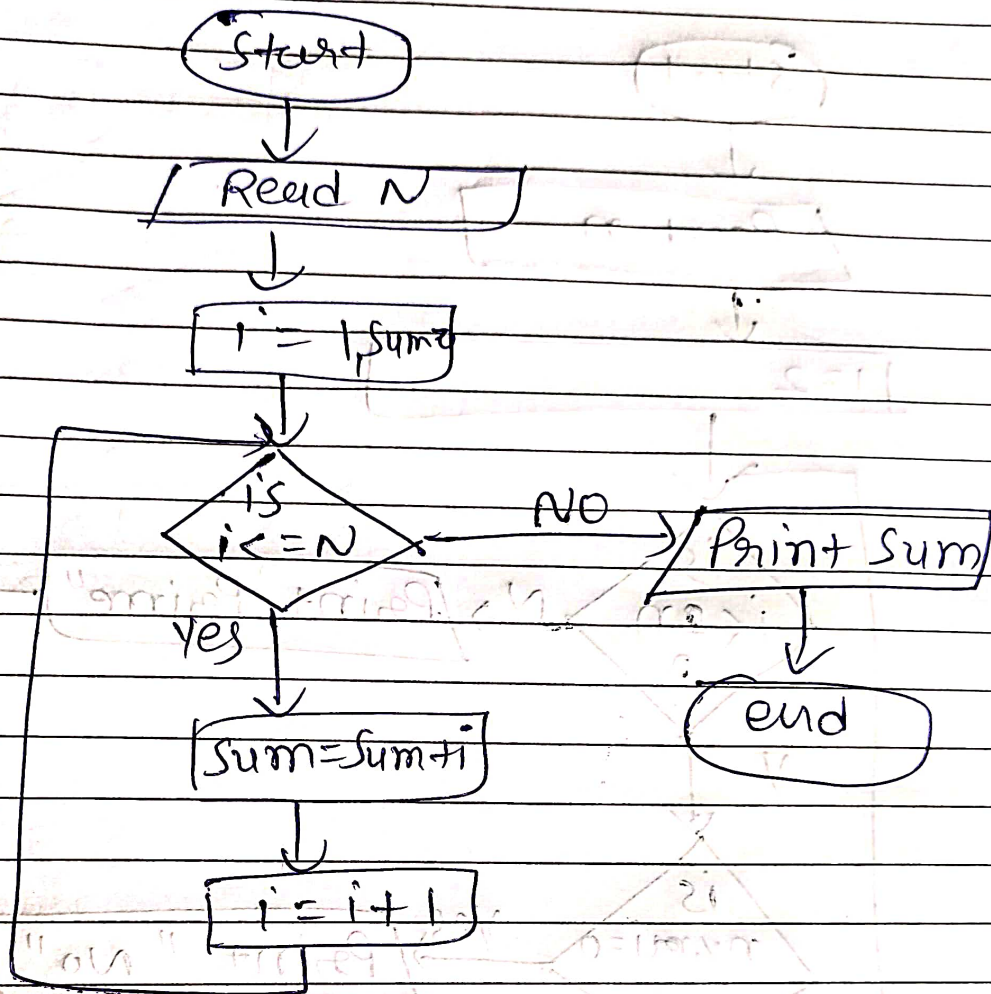 Start
Read N
i = 1, sum=
is
i<=N
NO
Print Sum
Yes
end
Sum=Sum+i
i = i + 1